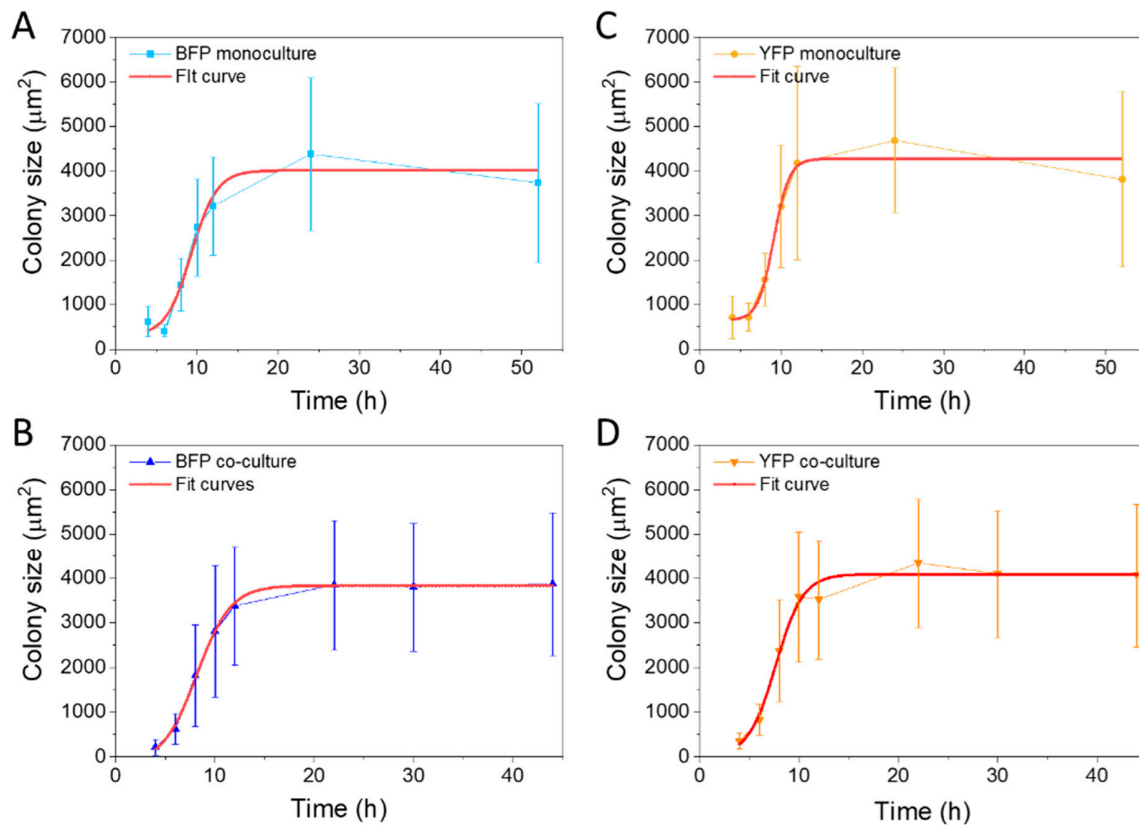 A
7000
6000
5000
4000
3000
2000
1000
0
Colony size (μm²)
BFP monoculture
FIt curve
0 10 20 30 40 50
Time (h)
C
7000
6000
5000
4000
3000
2000
1000
0
Colony size (μm²)
YFP monoculture
Fit curve
0 10 20 30 40 50
Time (h)
B
7000
6000
5000
4000
3000
2000
1000
0
Colony size (μm²)
BFP co-culture
Fit curves
0 10 20 30 40
Time (h)
D
7000
6000
5000
4000
3000
2000
1000
0
Colony size (μm²)
YFP co-culture
Fit curve
0 10 20 30 40
Time (h)